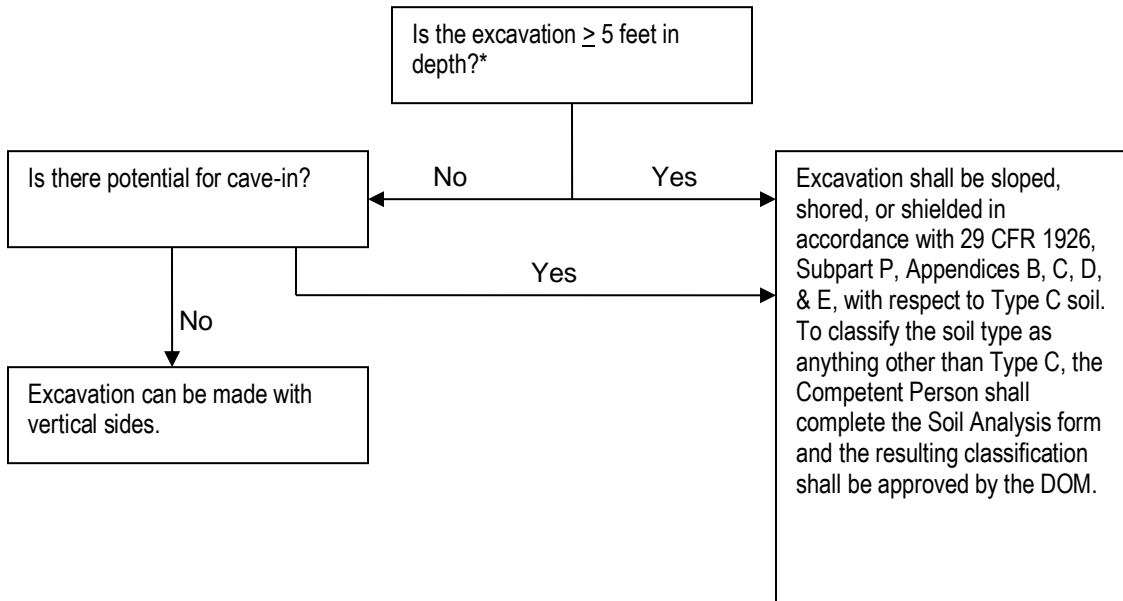 Is the excavation ≥ 5 feet in
depth?*
Is there potential for cave-in?
No
Yes
Excavation shall be sloped,
shored, or shielded in
accordance with 29 CFR 1926,
Subpart P, Appendices B, C, D,
& E, with respect to Type C soil.
To classify the soil type as
anything other than Type C, the
Competent Person shall
complete the Soil Analysis form
and the resulting classification
shall be approved by the DOM.
Yes
No
Excavation can be made with
vertical sides.